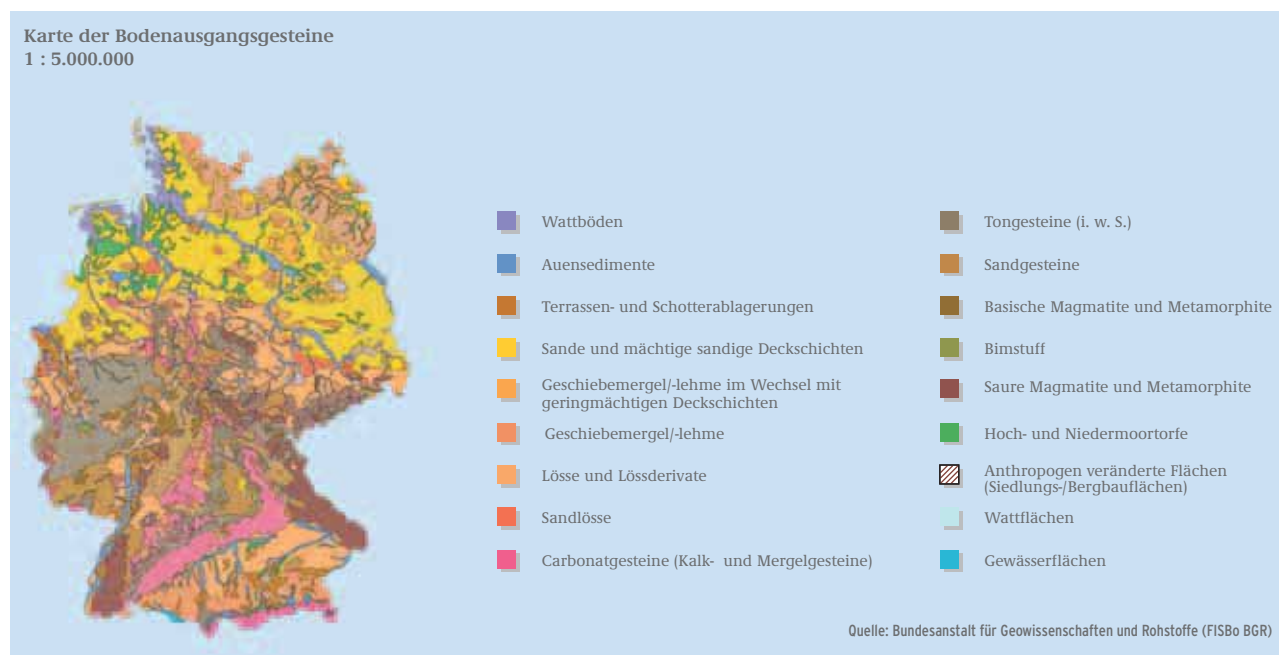 Karte der Bodenausgangsgesteine
1 : 5.000.000
Wattböden
Auensedimente
Terrassen- und Schotterablagerungen
Sande und mächtige sandige Deckschichten
Geschiebemergel/-lehme im Wechsel mit
geringmächtigen Deckschichten
Geschiebemergel/-lehme
Lösse und Lössderivate
Sandlösse
Carbonatgesteine (Kalk- und Mergelgesteine)
Tongesteine (i. w. S.)
Sandgesteine
Basische Magmatite und Metamorphite
Bimstuff
Saure Magmatite und Metamorphite
Hoch- und Niedermoortorfe
Anthropogen veränderte Flächen
(Siedlungs-/Bergbauflächen)
Wattflächen
Gewässerflächen
Quelle: Bundesanstalt für Geowissenschaften und Rohstoffe (FISBo BGR)